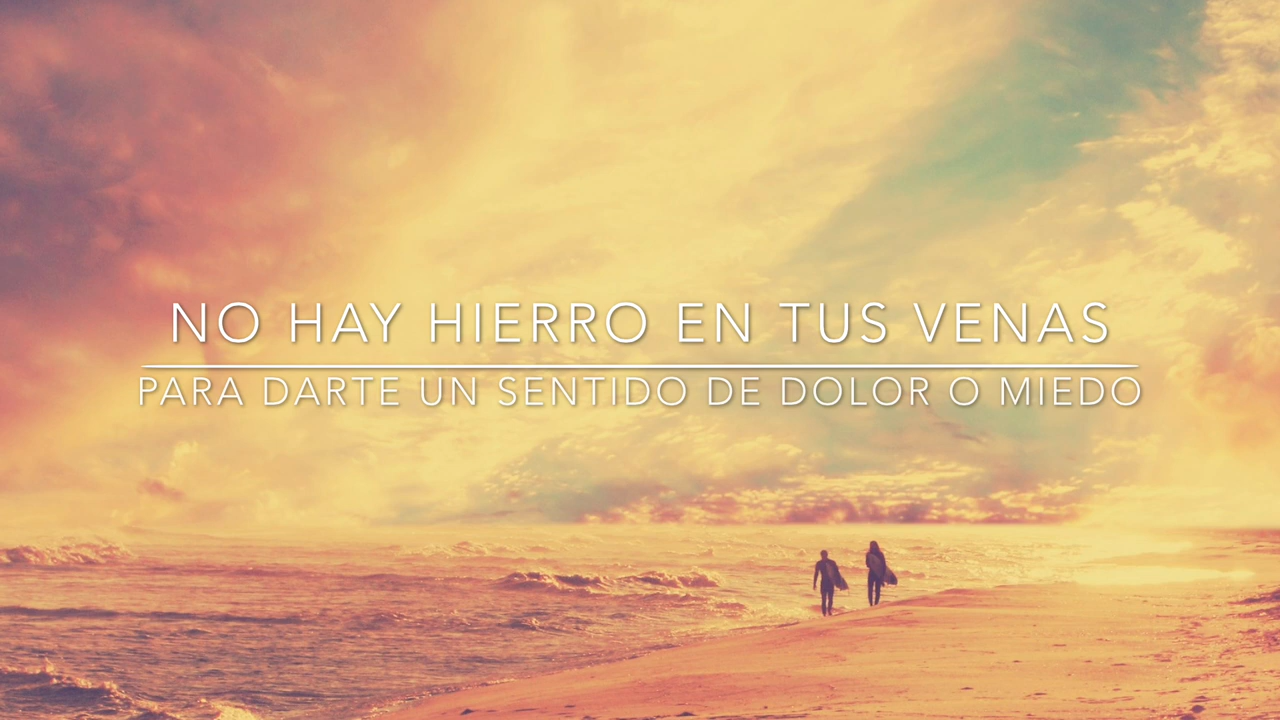 NO HAY HIERRO EN TUS VENAS
PARA DARTE UN SENTIDO DE DOLOR O MIEDO